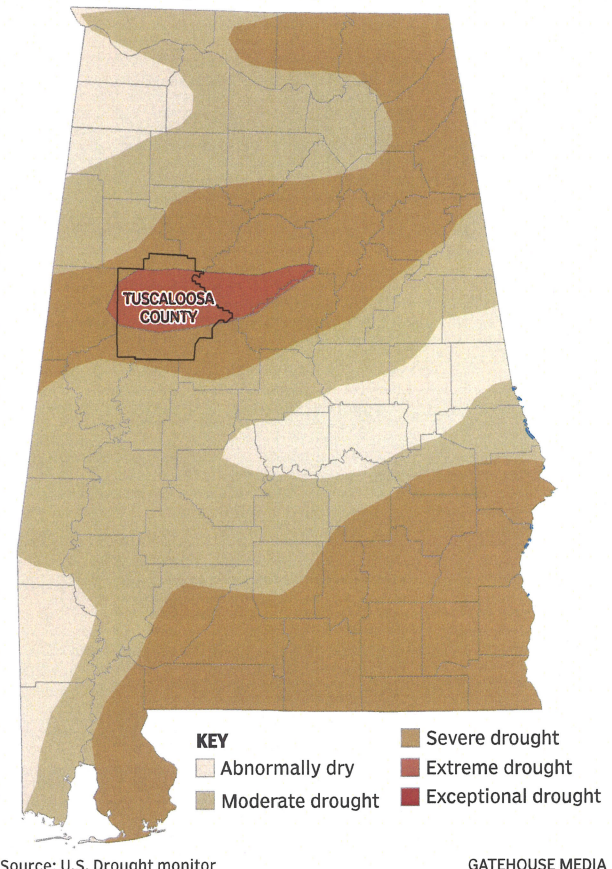 TUSCALOOSA
COUNTY
KEY
Abnormally dry
Moderate drought
Severe drought
Extreme drought
Exceptional drought
Source: U.S. Drought monitor
GATEHOUSE MEDIA